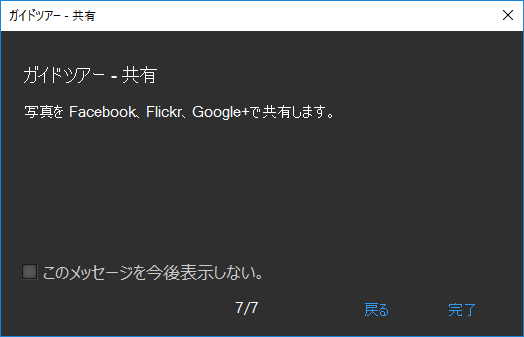 ガイドツアー - 共有
ガイドツアー - 共有
写真を Facebook、Flickr、Google+で共有します。
このメッセージを今後表示しない。
7/7 戻る 完了